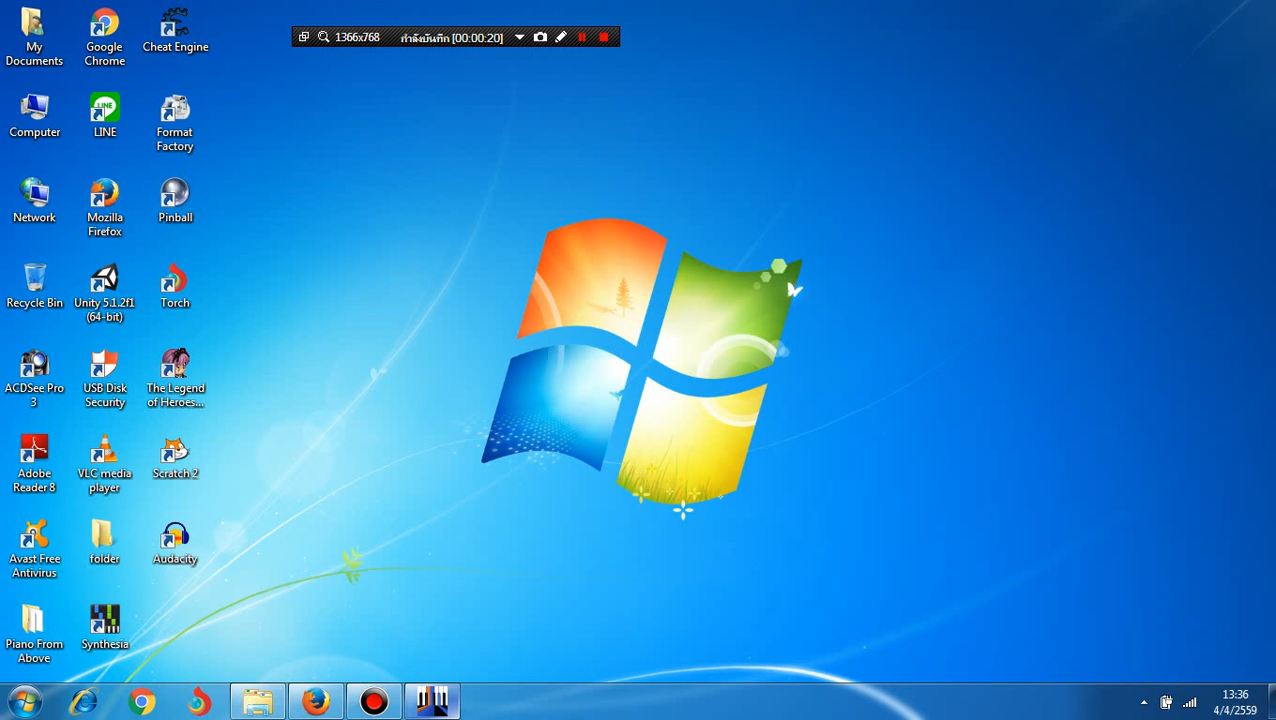 1366x768 กำลังบันทึก [00:00:20]
My
Documents
Google
Chrome
Cheat Engine
Computer
LINE
LINE
Format
Factory
Network
Mozilla
Firefox
Pinball
Recycle Bin
Unity 5.1.2f1
(64-bit)
Torch
ACDSee Pro
3
USB Disk
Security
The Legend
of Heroes...
Adobe
Reader 8
VLC media
player
Scratch 2
Avast Free
Antivirus
folder
Audacity
Piano From
Above
Synthesia
13:36
4/4/2559